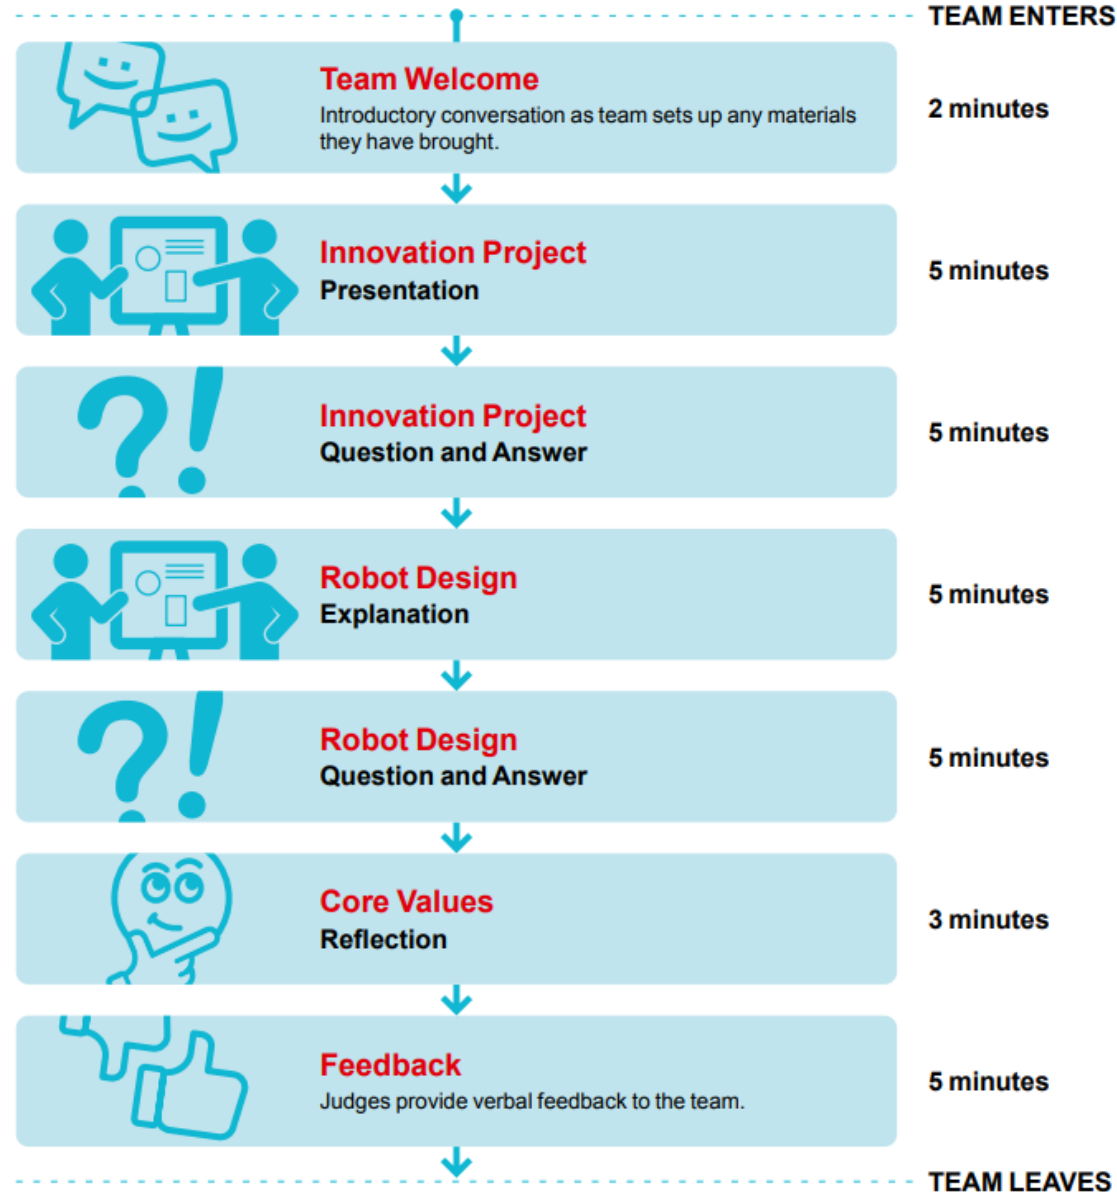 TEAM ENTERS
Team Welcome
Introductory conversation as team sets up any materials
they have brought.
2 minutes
Innovation Project
Presentation
5 minutes
Innovation Project
Question and Answer
5 minutes
Robot Design
Explanation
5 minutes
Robot Design
Question and Answer
5 minutes
Core Values
Reflection
3 minutes
Feedback
Judges provide verbal feedback to the team.
5 minutes
TEAM LEAVES